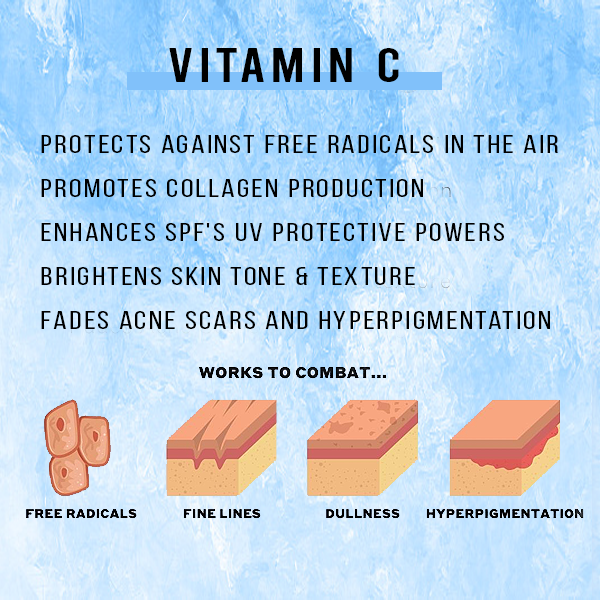 VITAMIN C
PROTECTS AGAINST FREE RADICALS IN THE AIR
PROMOTES COLLAGEN PRODUCTION
ENHANCES SPF'S UV PROTECTIVE POWERS
BRIGHTENS SKIN TONE & TEXTURE
FADES ACNE SCARS AND HYPERPIGMENTATION
WORKS TO COMBAT...
FREE RADICALS
FINE LINES
DULLNESS
HYPERPIGMENTATION